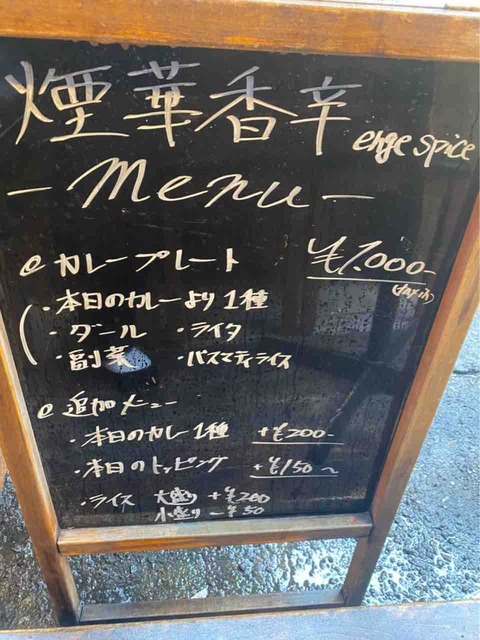 煙華香辛 enge spice
- Menu -
カレープレート ¥1,000-
(tax in)
・本日のカレーより1種
・ダール ・ライタ
・副菜 ・バスマティライス
追加メニュー
・本日のカレー1種 +¥200-
・本日のトッピング +¥150〜
・ライス 大盛り +¥200
小盛り -¥50